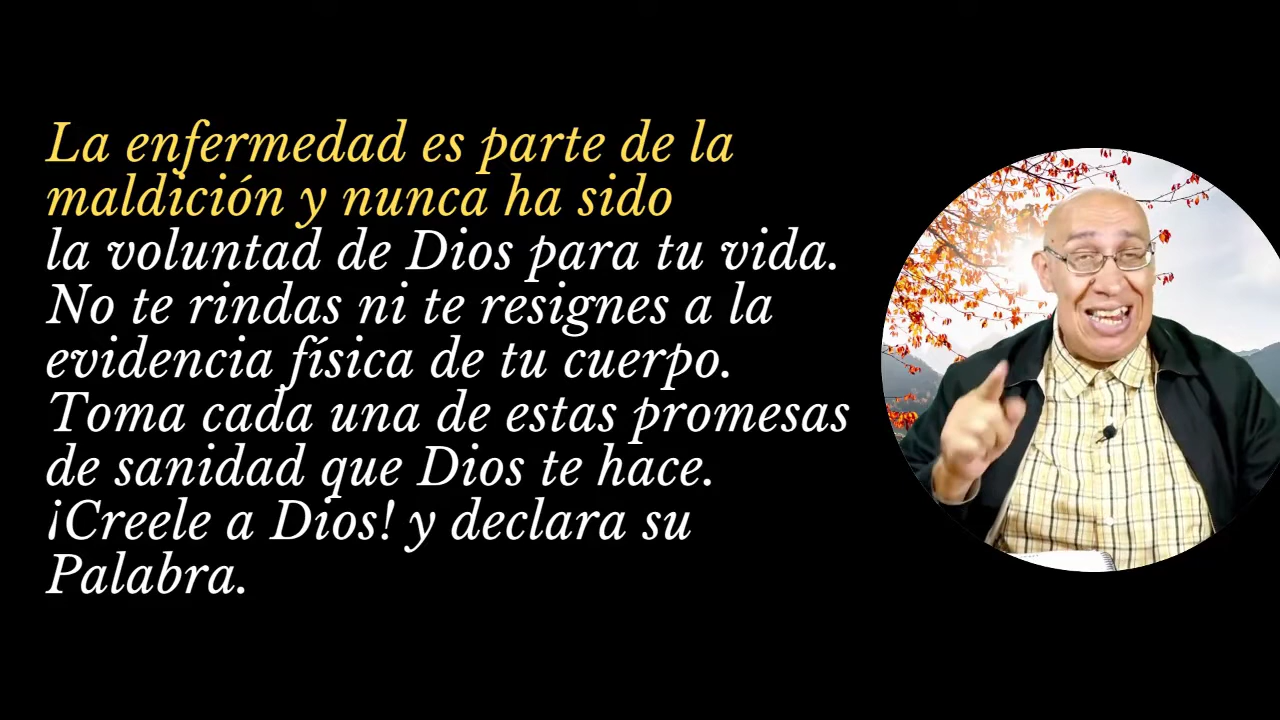 La enfermedad es parte de la
maldición y nunca ha sido
la voluntad de Dios para tu vida.
No te rindas ni te resignes a la
evidencia física de tu cuerpo.
Toma cada una de estas promesas
de sanidad que Dios te hace.
¡Creele a Dios! y declara su
Palabra.